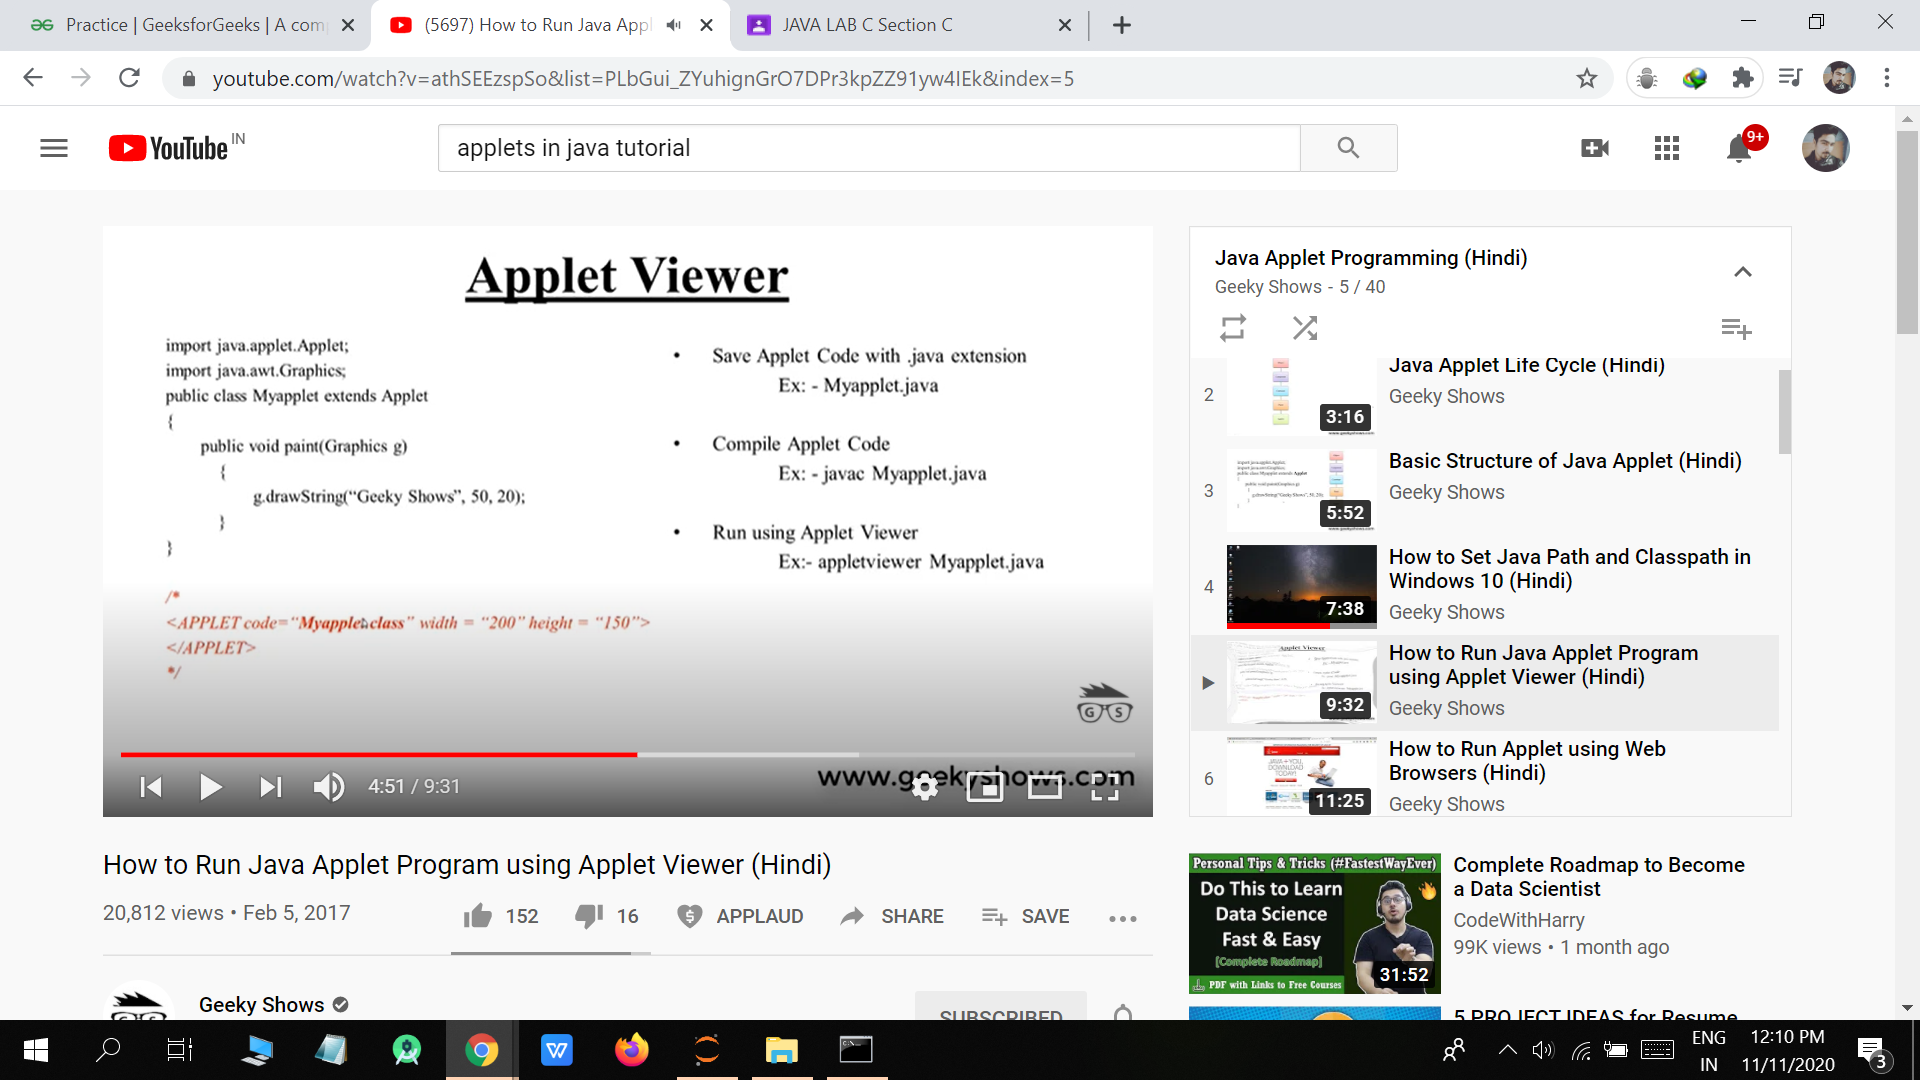 Practice | GeeksforGeeks | A com
(5697) How to Run Java Appl
JAVA LAB C Section C
youtube.com/watch?v=athSEEzspSo&list=PLbGui_ZYuhignGrO7DPr3kpZZ91yw4IEk&index=5
YouTube IN
applets in java tutorial
9+
Applet Viewer
import java.applet.Applet;
import java.awt.Graphics;
public class Myapplet extends Applet
{
public void paint(Graphics g)
{
g.drawString(“Geeky Shows”, 50, 20);
}
}
/*
<APPLET code=“Myapplet.class” width = “200” height = “150”>
</APPLET>
*/
• Save Applet Code with .java extension
Ex: - Myapplet.java
• Compile Applet Code
Ex: - javac Myapplet.java
• Run using Applet Viewer
Ex:- appletviewer Myapplet.java
G S
www.geekyshows.com
4:51 / 9:31
How to Run Java Applet Program using Applet Viewer (Hindi)
20,812 views • Feb 5, 2017
152
16
APPLAUD
SHARE
SAVE
Geeky Shows
SUBSCRIBED
Java Applet Programming (Hindi)
Geeky Shows - 5 / 40
2
3:16
Java Applet Life Cycle (Hindi)
Geeky Shows
3
5:52
Basic Structure of Java Applet (Hindi)
Geeky Shows
4
7:38
How to Set Java Path and Classpath in
Windows 10 (Hindi)
Geeky Shows
Applet Viewer
9:32
How to Run Java Applet Program
using Applet Viewer (Hindi)
Geeky Shows
6
JAVA + YOU,
DOWNLOAD
TODAY!
11:25
How to Run Applet using Web
Browsers (Hindi)
Geeky Shows
Personal Tips & Tricks (#FastestWayEver)
Do This to Learn
Data Science
Fast & Easy
[Complete Roadmap]
PDF with Links to Free Courses
31:52
Complete Roadmap to Become
a Data Scientist
CodeWithHarry
99K views • 1 month ago
5 PROJECT IDEAS for Resume
ENG
IN
12:10 PM
11/11/2020
3